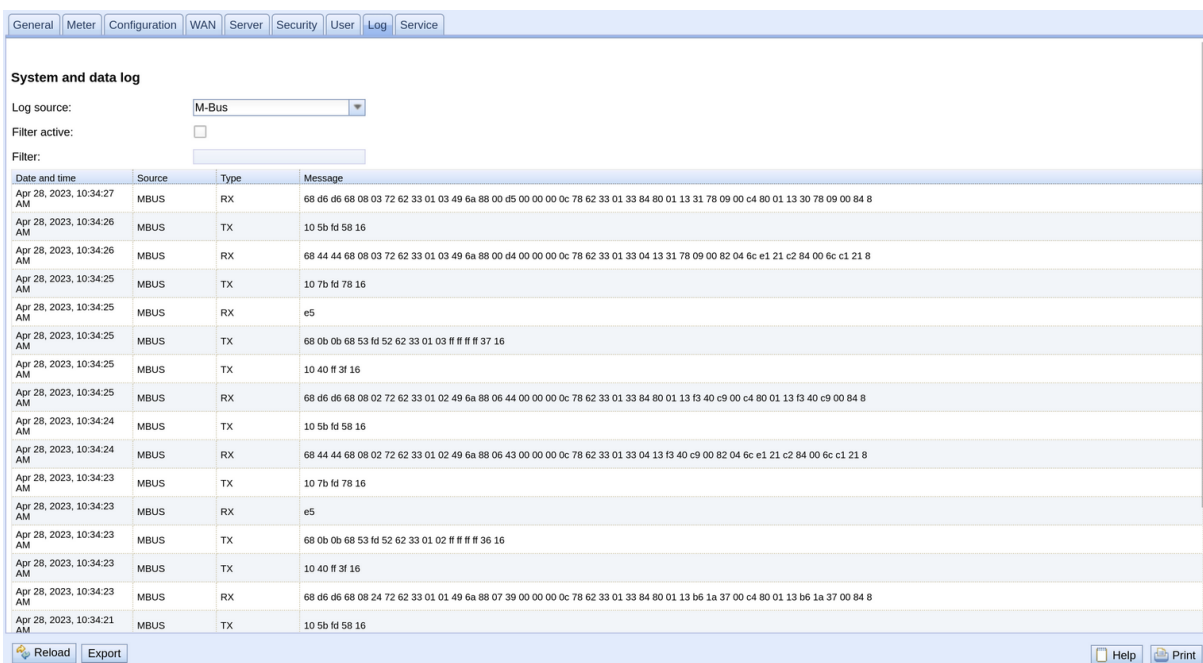 General Meter Configuration WAN Server Security User Log Service
System and data log
Log source: M-Bus
Filter active:
Filter:
Date and time Source Type Message
Apr 28, 2023, 10:34:27 AM MBUS RX 68 d6 d6 68 08 03 72 62 33 01 03 49 6a 88 00 d5 00 00 00 0c 78 62 33 01 33 84 80 01 13 31 78 09 00 c4 80 01 13 30 78 09 00 84 8
Apr 28, 2023, 10:34:26 AM MBUS TX 10 5b fd 58 16
Apr 28, 2023, 10:34:26 AM MBUS RX 68 44 44 68 08 03 72 62 33 01 03 49 6a 88 00 d4 00 00 00 0c 78 62 33 01 33 04 13 31 78 09 00 82 04 6c e1 21 c2 84 00 6c c1 21 8
Apr 28, 2023, 10:34:25 AM MBUS TX 10 7b fd 78 16
Apr 28, 2023, 10:34:25 AM MBUS RX e5
Apr 28, 2023, 10:34:25 AM MBUS TX 68 0b 0b 68 53 fd 52 62 33 01 03 ff ff ff ff 37 16
Apr 28, 2023, 10:34:25 AM MBUS TX 10 40 ff 3f 16
Apr 28, 2023, 10:34:25 AM MBUS RX 68 d6 d6 68 08 02 72 62 33 01 02 49 6a 88 06 44 00 00 00 0c 78 62 33 01 33 84 80 01 13 f3 40 c9 00 c4 80 01 13 f3 40 c9 00 84 8
Apr 28, 2023, 10:34:24 AM MBUS TX 10 5b fd 58 16
Apr 28, 2023, 10:34:24 AM MBUS RX 68 44 44 68 08 02 72 62 33 01 02 49 6a 88 06 43 00 00 00 0c 78 62 33 01 33 04 13 f3 40 c9 00 82 04 6c e1 21 c2 84 00 6c c1 21 8
Apr 28, 2023, 10:34:23 AM MBUS TX 10 7b fd 78 16
Apr 28, 2023, 10:34:23 AM MBUS RX e5
Apr 28, 2023, 10:34:23 AM MBUS TX 68 0b 0b 68 53 fd 52 62 33 01 02 ff ff ff ff 36 16
Apr 28, 2023, 10:34:23 AM MBUS TX 10 40 ff 3f 16
Apr 28, 2023, 10:34:23 AM MBUS RX 68 d6 d6 68 08 24 72 62 33 01 01 49 6a 88 07 39 00 00 00 0c 78 62 33 01 33 84 80 01 13 b6 1a 37 00 c4 80 01 13 b6 1a 37 00 84 8
Apr 28, 2023, 10:34:21 AM MBUS TX 10 5b fd 58 16
Reload Export Help Print